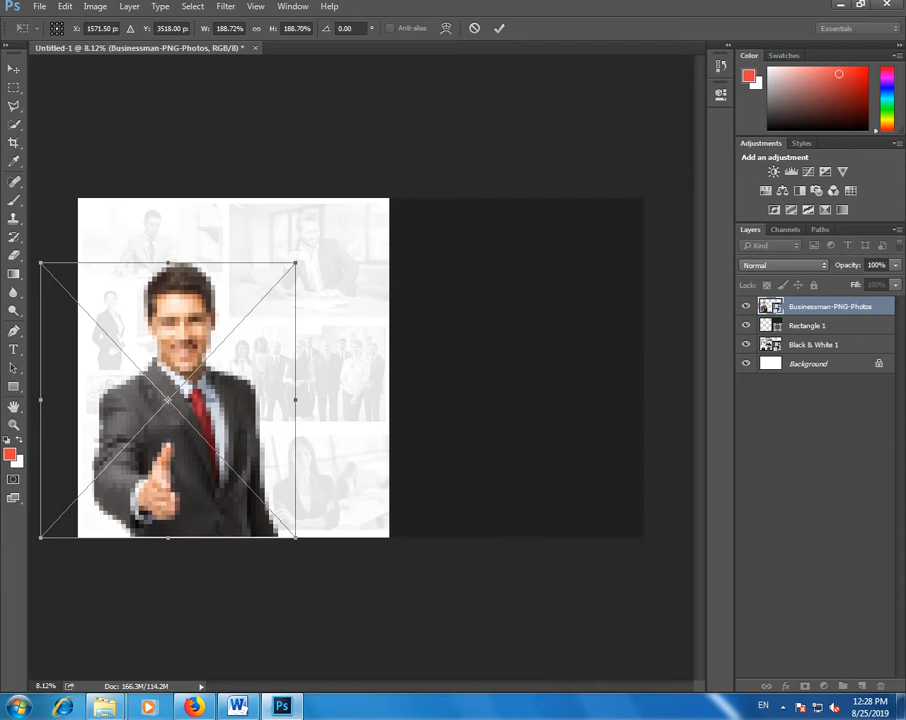 Ps File Edit Image Layer Type Select Filter View Window Help
X: 1571.50 px Y: 3518.00 px W: 188.72% H: 188.70% 0.00 ° Anti-alias Essentials
Untitled-1 @ 8.12% (Businessman-PNG-Photos, RGB/8) * ×
Color Swatches
Adjustments Styles
Add an adjustment
Layers Channels Paths
Kind
Normal Opacity: 100%
Lock: Fill: 100%
Businessman-PNG-Photos
Rectangle 1
Black & White 1
Background
8.12% Doc: 166.3M/114.2M
W Ps EN 12:28 PM
8/25/2019